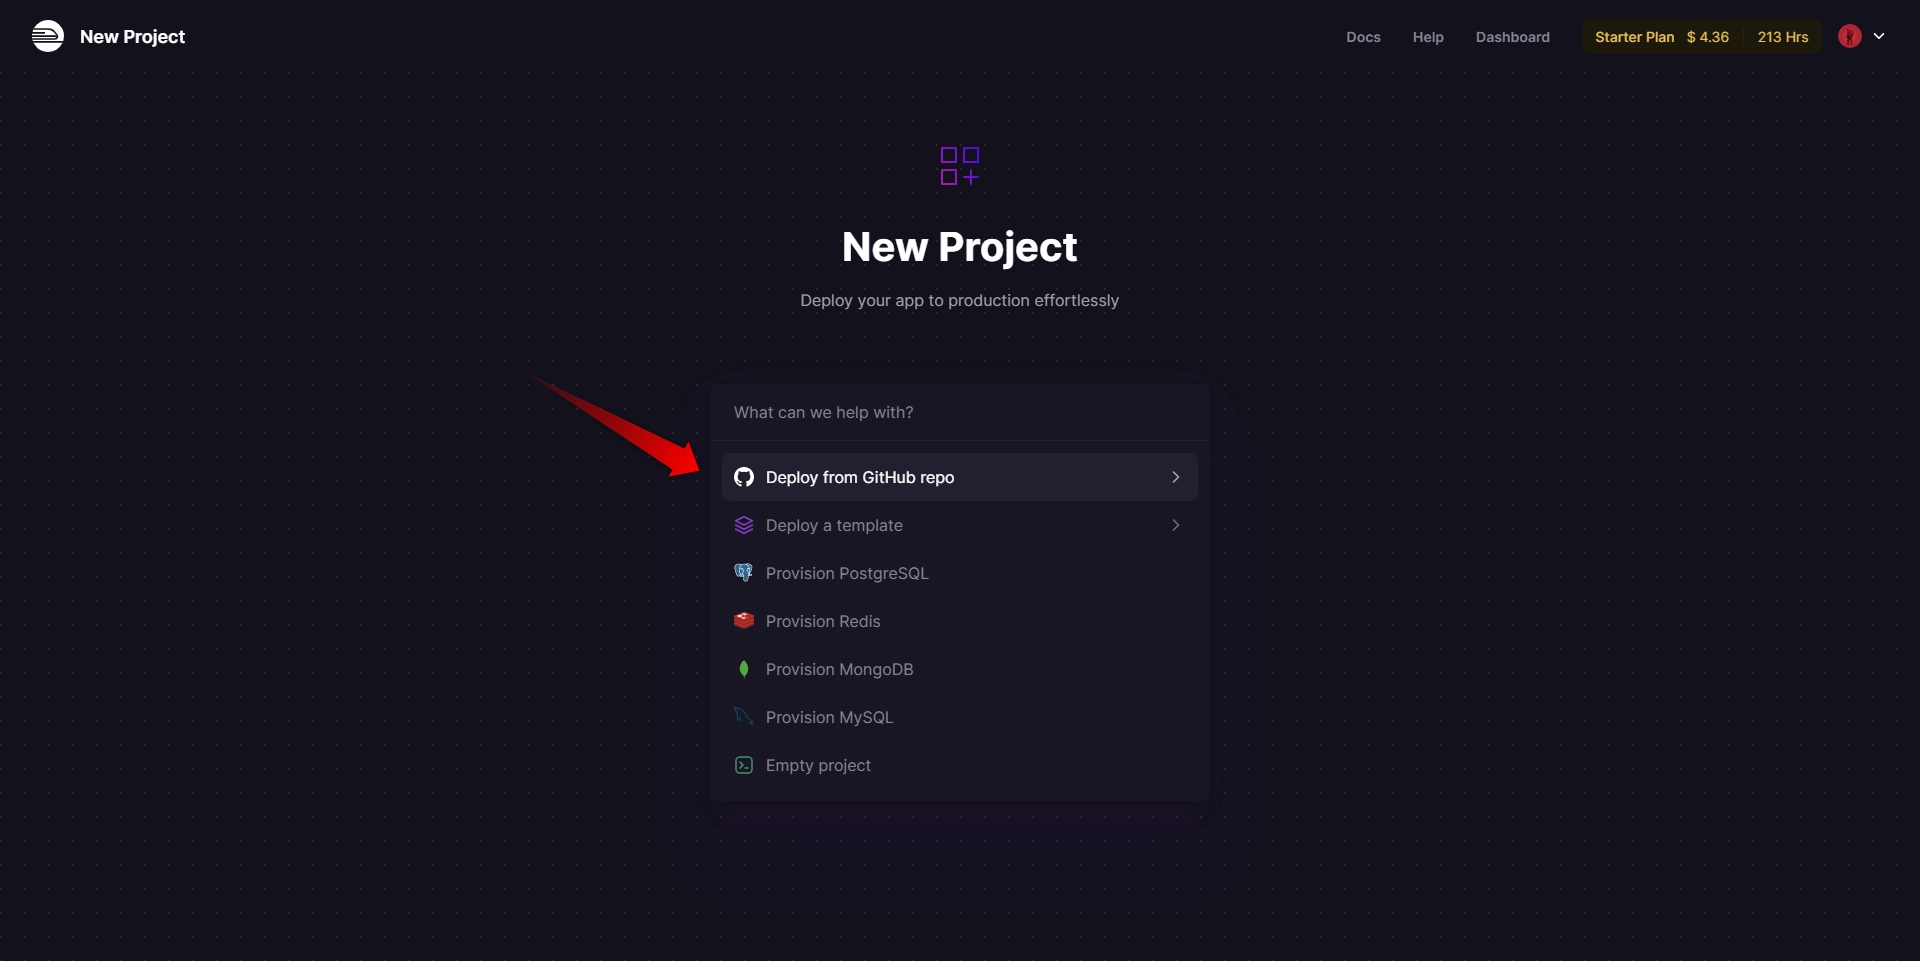 New Project
Docs
Help
Dashboard
Starter Plan $ 4.36 213 Hrs
New Project
Deploy your app to production effortlessly
What can we help with?
Deploy from GitHub repo
Deploy a template
Provision PostgreSQL
Provision Redis
Provision MongoDB
Provision MySQL
Empty project